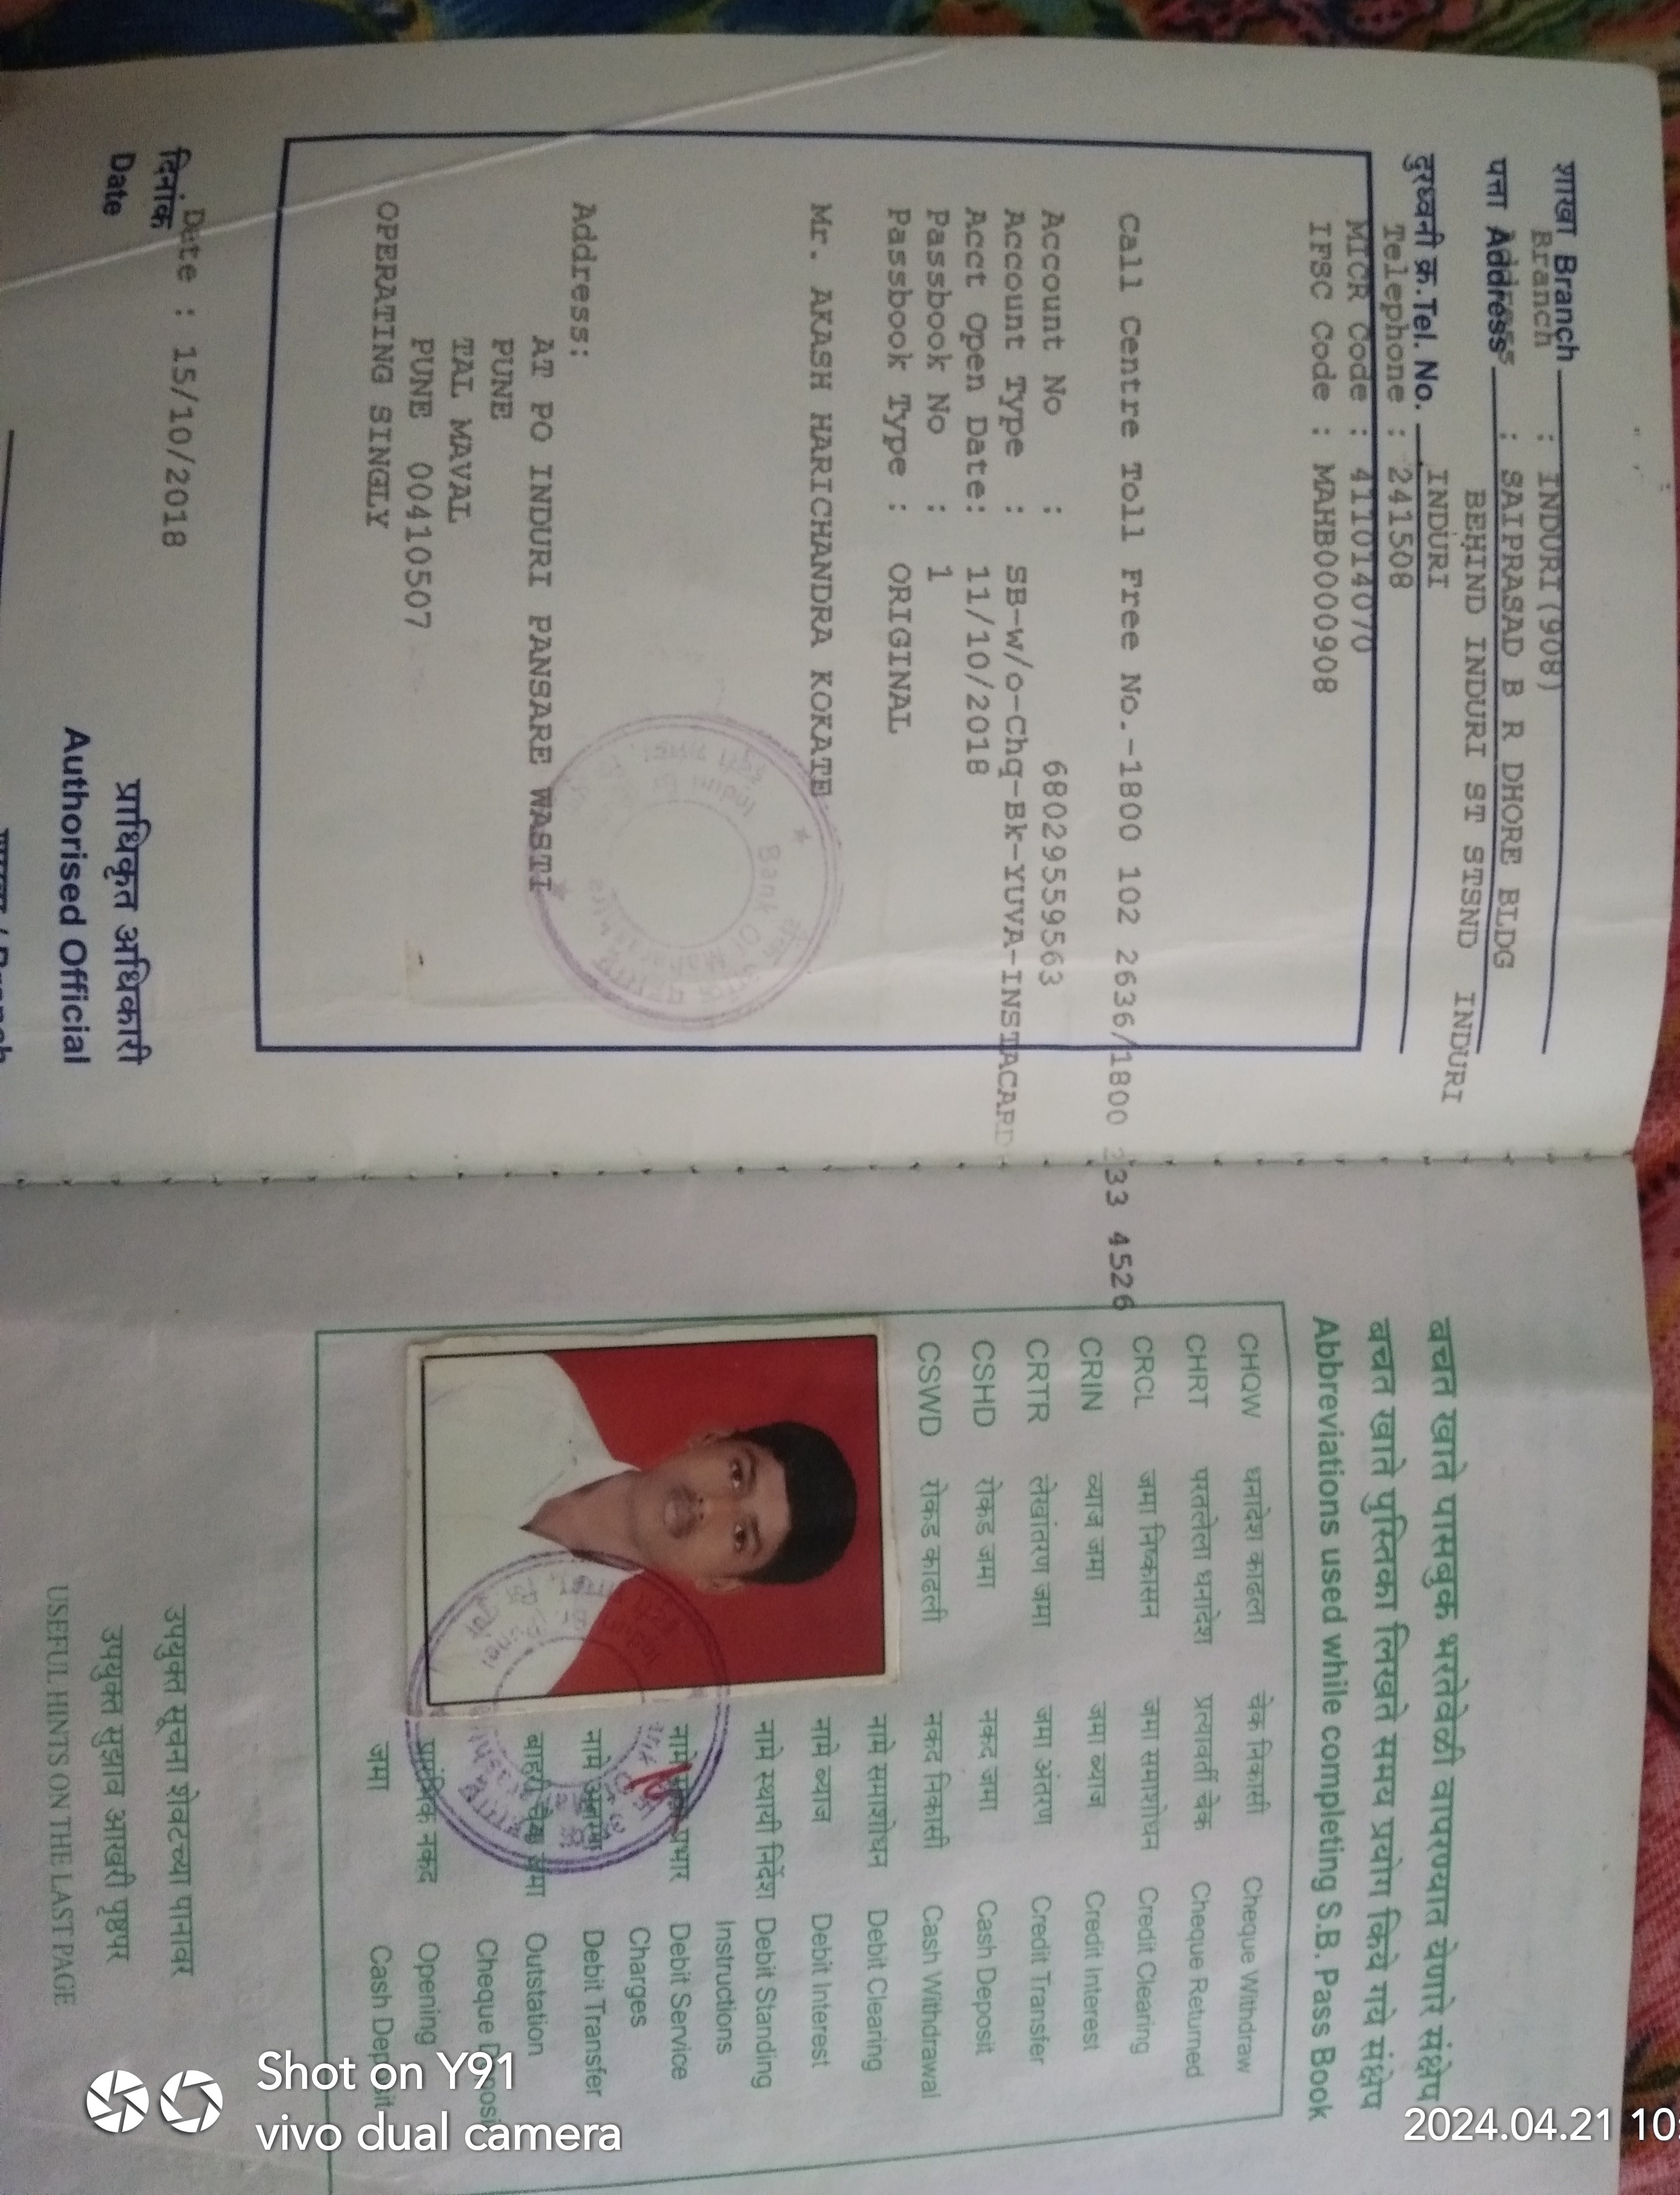 शाखा Branch
Branch : INDURI(908)
पत्ता Address
Address : SAIPRASAD B R DHORE BLDG
BEHIND INDURI ST STSND INDURI
INDURI
दुरध्वनी क्र.Tel. No.
Telephone : 241508
MICR Code : 411014070
IFSC Code : MAHB0000908
Call Centre Toll Free No.-1800 102 2636/1800 233 4526
Account No : 68029559563
Account Type : SB-w/o-Chq-Bk-YUVA-INSTACARD
Acct Open Date: 11/10/2018
Passbook No : 1
Passbook Type : ORIGINAL
Mr. AKASH HARICHANDRA KOKATE
Bank Of Maharashtra
Address:
AT PO INDURI PANSARE WASTI
PUNE
TAL MAVAL
PUNE 00410507
OPERATING SINGLY
Date : 15/10/2018
दिनांक
Date
प्राधिकृत अधिकारी
Authorised Official
/ Branch
बचत खाते पासबुक भरतेवेळी वापरण्यात येणारे संक्षेप
बचत खाते पुस्तिका लिखते समय प्रयोग किये गये संक्षेप
Abbreviations used while completing S.B. Pass Book
CHQW धनादेश काढला चेक निकासी Cheque Withdraw
CHRT परतलेला धनादेश प्रत्यावर्ती चेक Cheque Returned
CRCL जमा निष्कासन जमा समाशोधन Credit Clearing
CRIN व्याज जमा जमा ब्याज Credit Interest
CRTR लेखांतरण जमा जमा अंतरण Credit Transfer
CSHD रोकड जमा नकद जमा Cash Deposit
CSWD रोकड काढली नकद निकासी Cash Withdrawal
नामे समाशोधन Debit Clearing
नामे ब्याज Debit Interest
नामे स्थायी निर्देश Debit Standing
Instructions
नामे प्रभार Debit Service
Charges
नामे अंतरण Debit Transfer
बाहरी चेक जमा Outstation
Cheque Deposit
प्रारंभिक नकद Opening
जमा Cash Deposit
उपयुक्त सूचना शेवटच्या पानावर
उपयुक्त सुझाव आखरी पृष्ठपर
USEFUL HINTS ON THE LAST PAGE
Shot on Y91
vivo dual camera
2024.04.21 10: